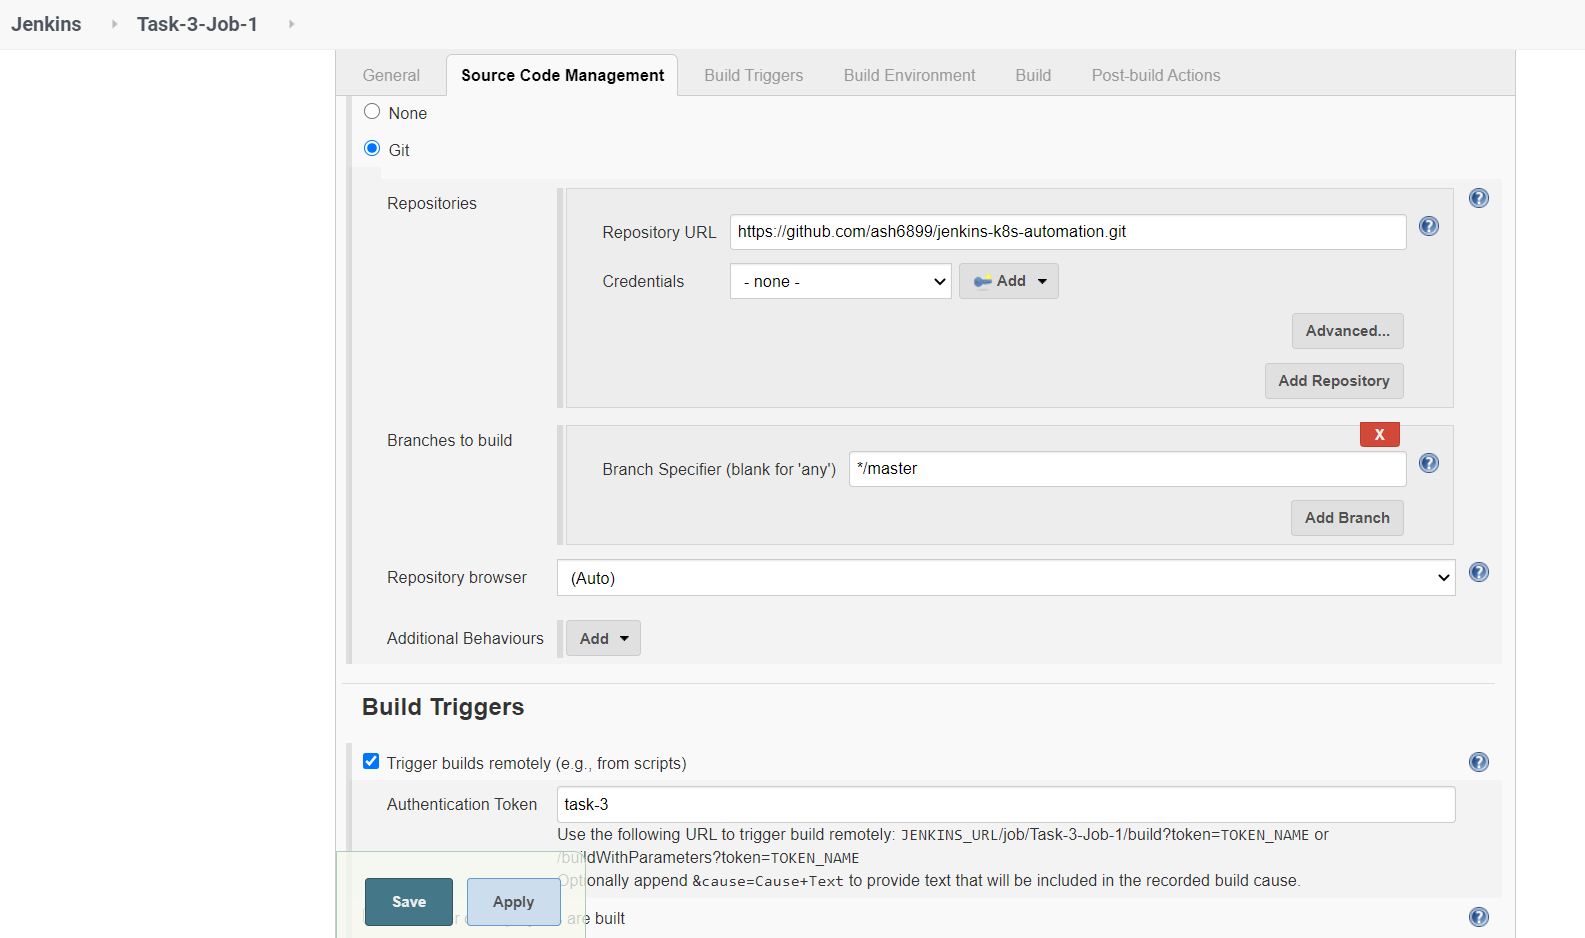 Jenkins Task-3-Job-1
General Source Code Management Build Triggers Build Environment Build Post-build Actions
None
Git
Repositories
Repository URL https://github.com/ash6899/jenkins-k8s-automation.git
Credentials - none - Add
Advanced...
Add Repository
Branches to build
X
Branch Specifier (blank for 'any') */master
Add Branch
Repository browser (Auto)
Additional Behaviours Add
Build Triggers
Trigger builds remotely (e.g., from scripts)
Authentication Token task-3
Use the following URL to trigger build remotely: JENKINS_URL/job/Task-3-Job-1/build?token=TOKEN_NAME or
/buildWithParameters?token=TOKEN_NAME
Optionally append &cause=Cause+Text to provide text that will be included in the recorded build cause.
Save Apply
are built